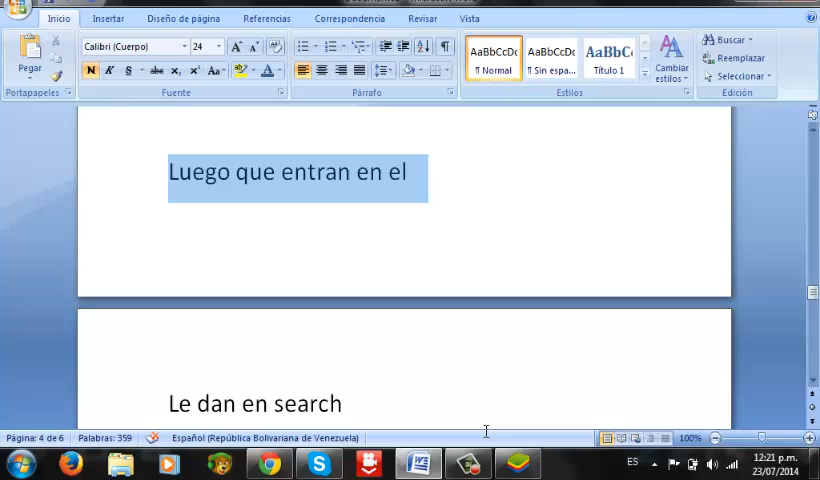 Inicio Insertar Diseño de página Referencias Correspondencia Revisar Vista
Pegar
Calibri (Cuerpo) 24
AaBbCcDc AaBbCcDc AaBbC
¶ Normal ¶ Sin espa... Título 1
Cambiar estilos
Buscar
Reemplazar
Seleccionar
Portapapeles Fuente Párrafo Estilos Edición
Luego que entran en el
Le dan en search
Página: 4 de 6 Palabras: 359 Español (República Bolivariana de Venezuela) 100%
ES 12:21 p.m.
23/07/2014